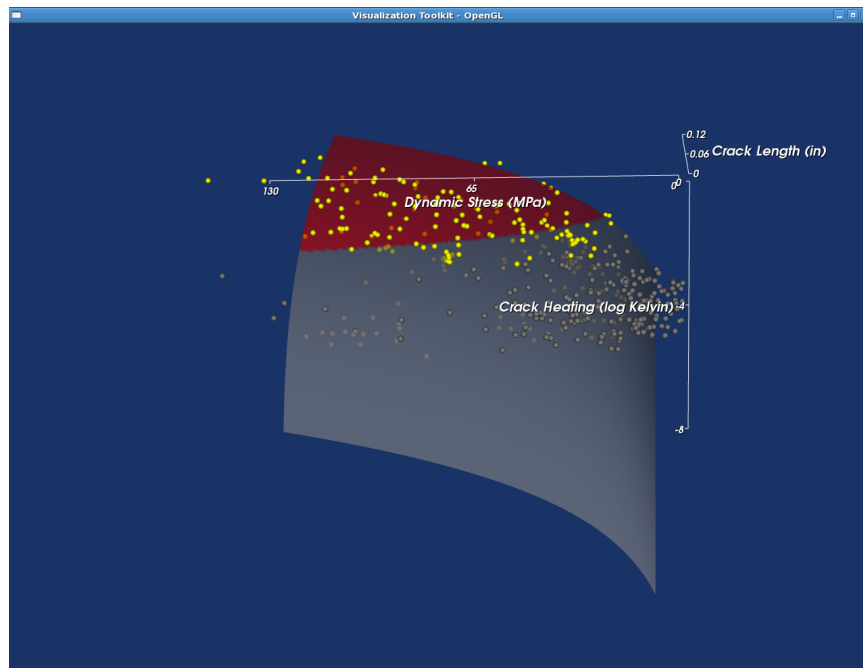 Visualization Toolkit - OpenGL
0.12
0.06 Crack Length (in)
0
130
65
0
0
Dynamic Stress (MPa)
Crack Heating (log Kelvin)
-4
-8